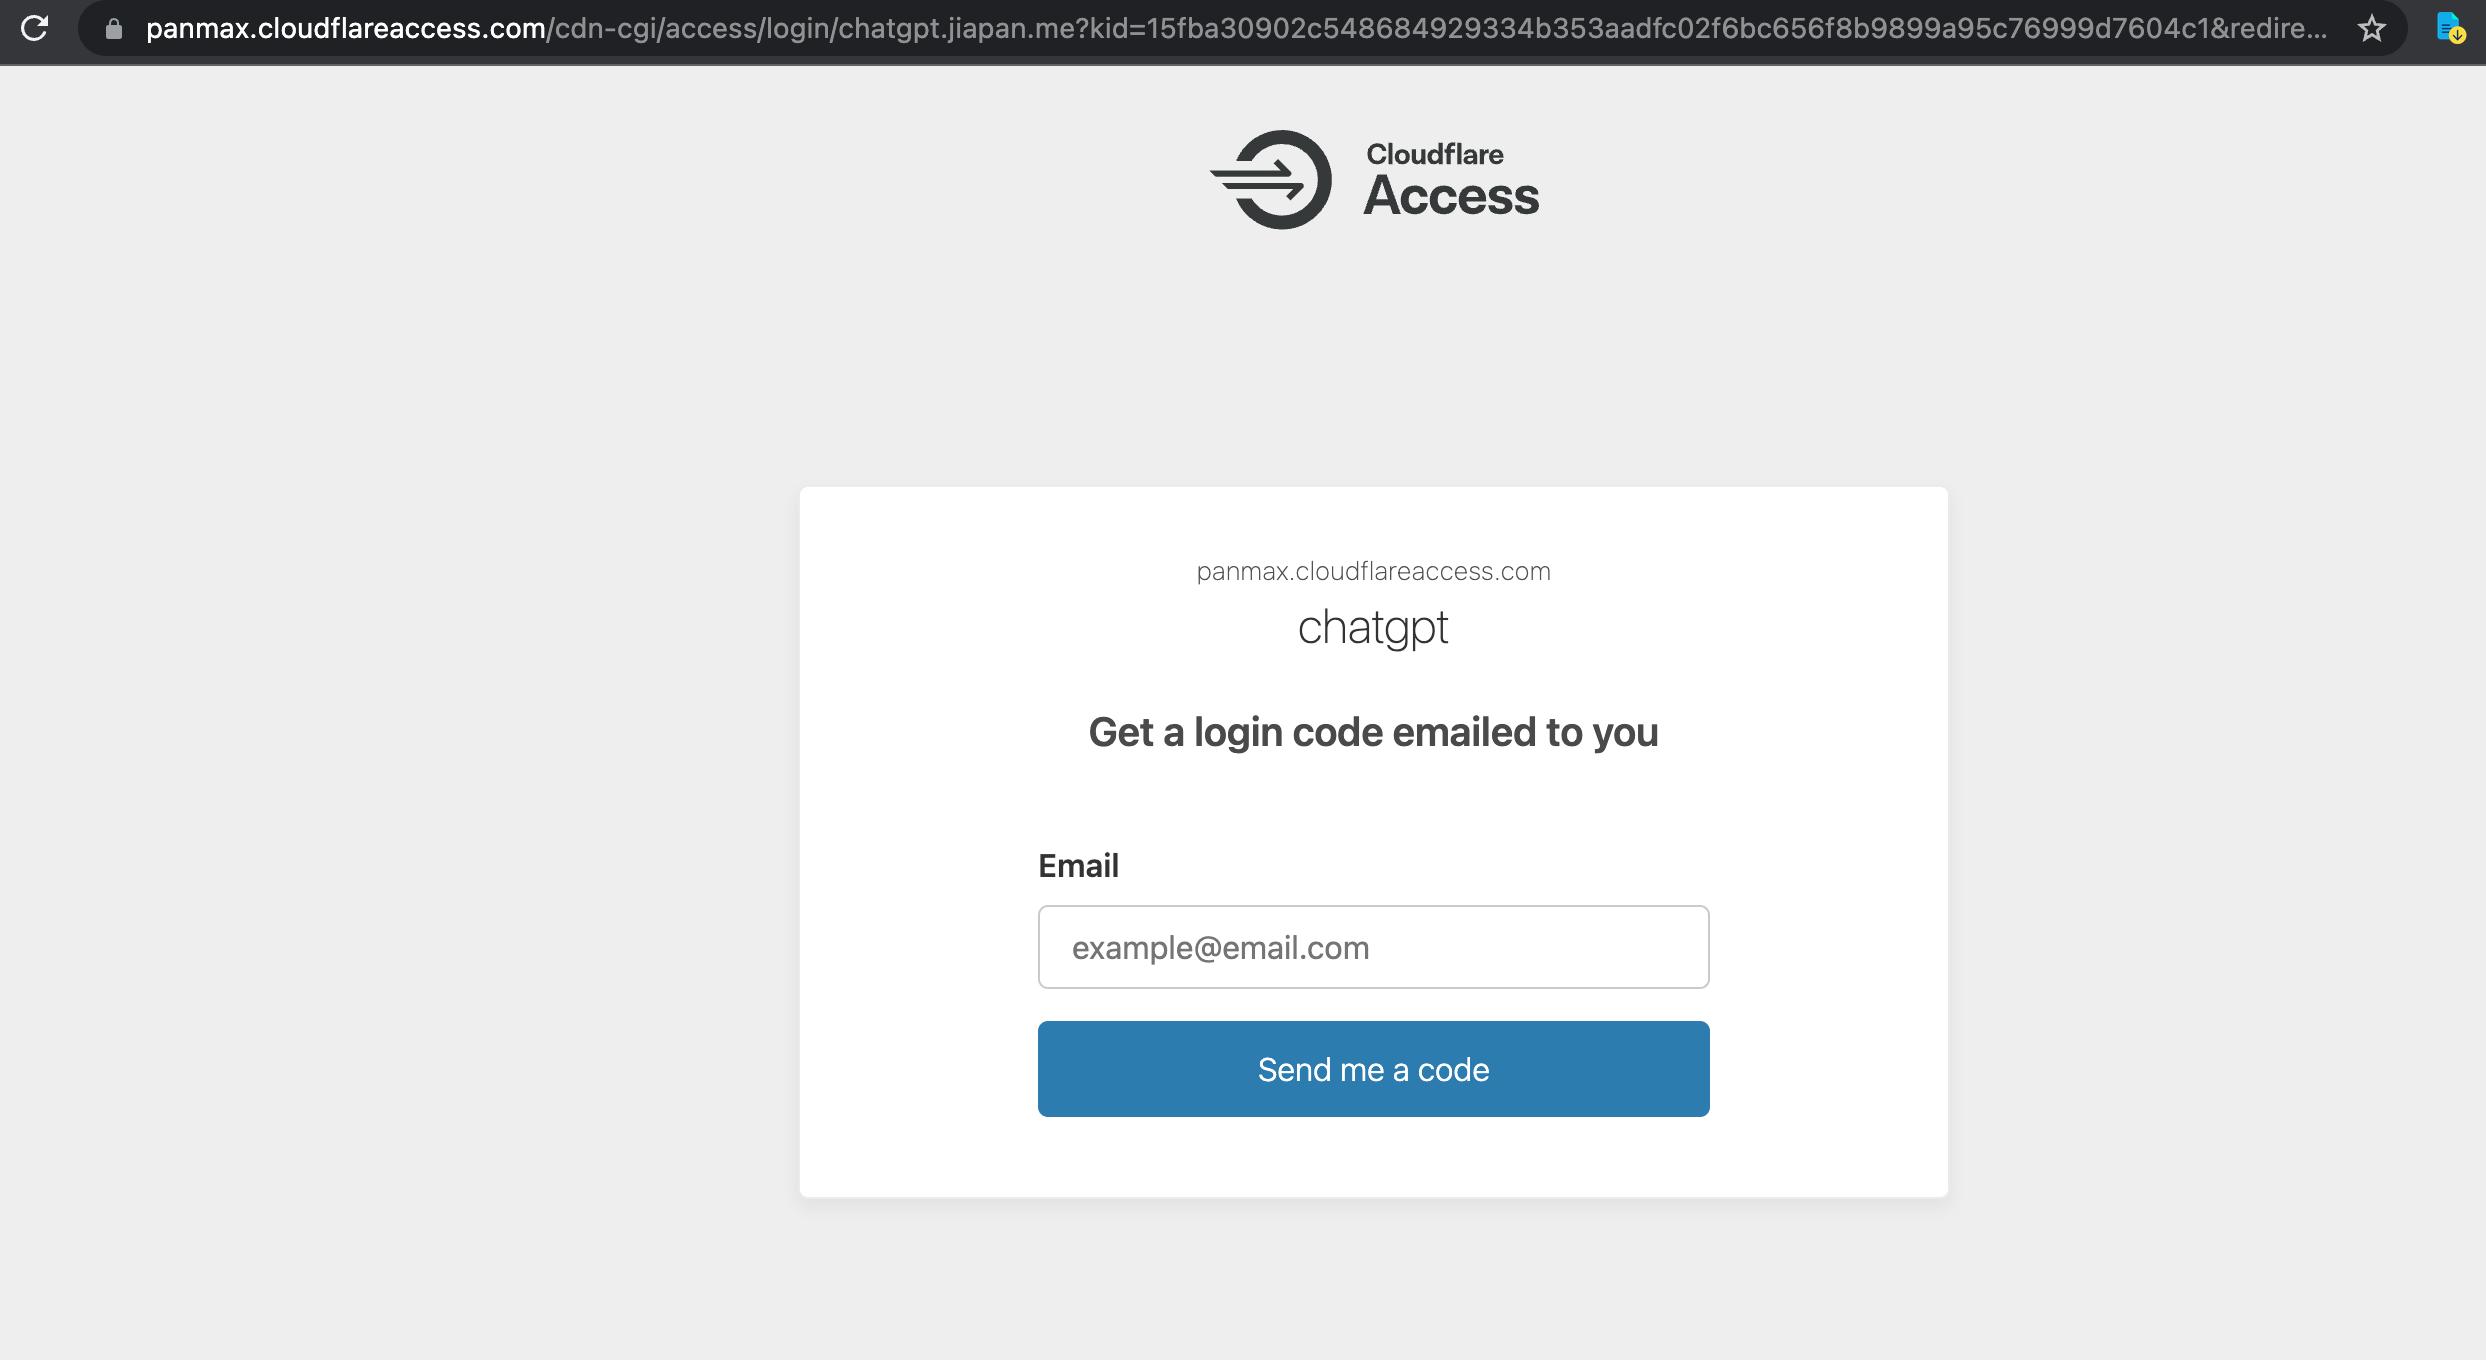 panmax.cloudflareaccess.com/cdn-cgi/access/login/chatgpt.jiapan.me?kid=15fba30902c548684929334b353aadfc02f6bc656f8b9899a95c76999d7604c1&redire...
Cloudflare
Access
panmax.cloudflareaccess.com
chatgpt
Get a login code emailed to you
Email
example@email.com
Send me a code